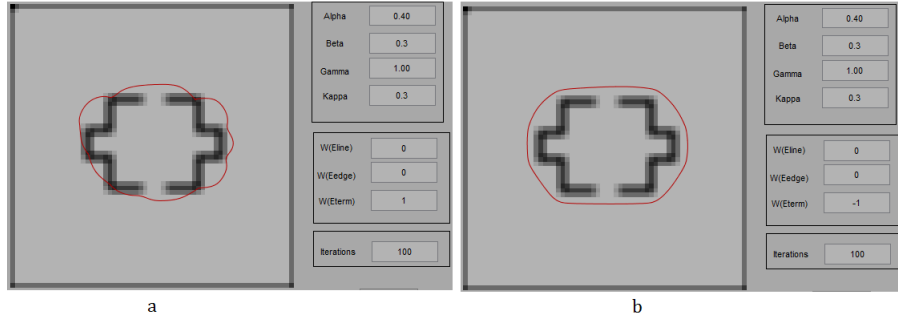 Alpha 0.40
Beta 0.3
Gamma 1.00
Kappa 0.3
W(Eline) 0
W(Eedge) 0
W(Eterm) 1
Iterations 100
a
Alpha 0.40
Beta 0.3
Gamma 1.00
Kappa 0.3
W(Eline) 0
W(Eedge) 0
W(Eterm) -1
Iterations 100
b